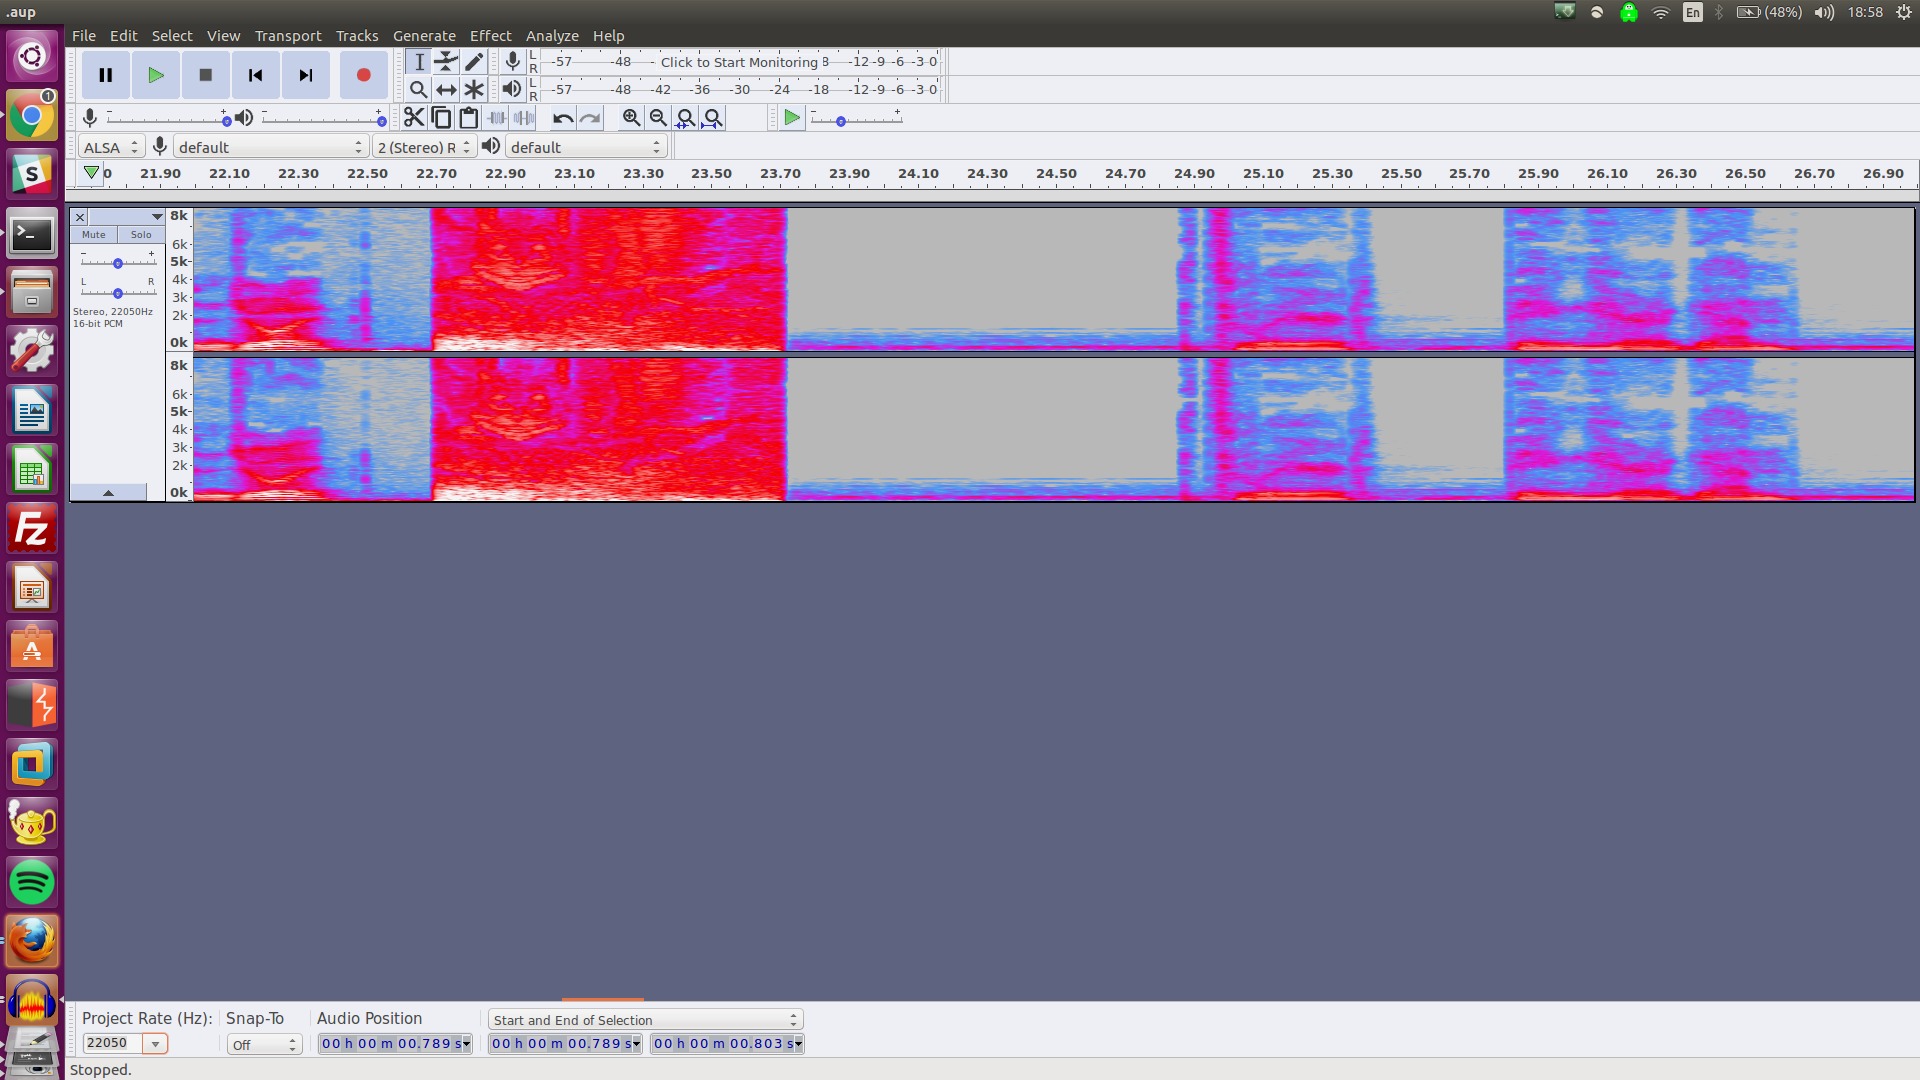 .aup
En
(48%)
18:58
File Edit Select View Transport Tracks Generate Effect Analyze Help
L
R
-57 -48 - Click to Start Monitoring 8 -12 -9 -6 -3 0
L
R
-57 -48 -42 -36 -30 -24 -18 -12 -9 -6 -3 0
ALSA default 2 (Stereo) R default
0 21.90 22.10 22.30 22.50 22.70 22.90 23.10 23.30 23.50 23.70 23.90 24.10 24.30 24.50 24.70 24.90 25.10 25.30 25.50 25.70 25.90 26.10 26.30 26.50 26.70 26.90
8k
6k
5k
4k
3k
2k
0k
Mute Solo
- +
L R
Stereo, 22050Hz
16-bit PCM
8k
6k
5k
4k
3k
2k
0k
Project Rate (Hz): Snap-To Audio Position Start and End of Selection
22050 Off 00 h 00 m 00.789 s 00 h 00 m 00.789 s 00 h 00 m 00.803 s
Stopped.
1
S
>_
A
Fz